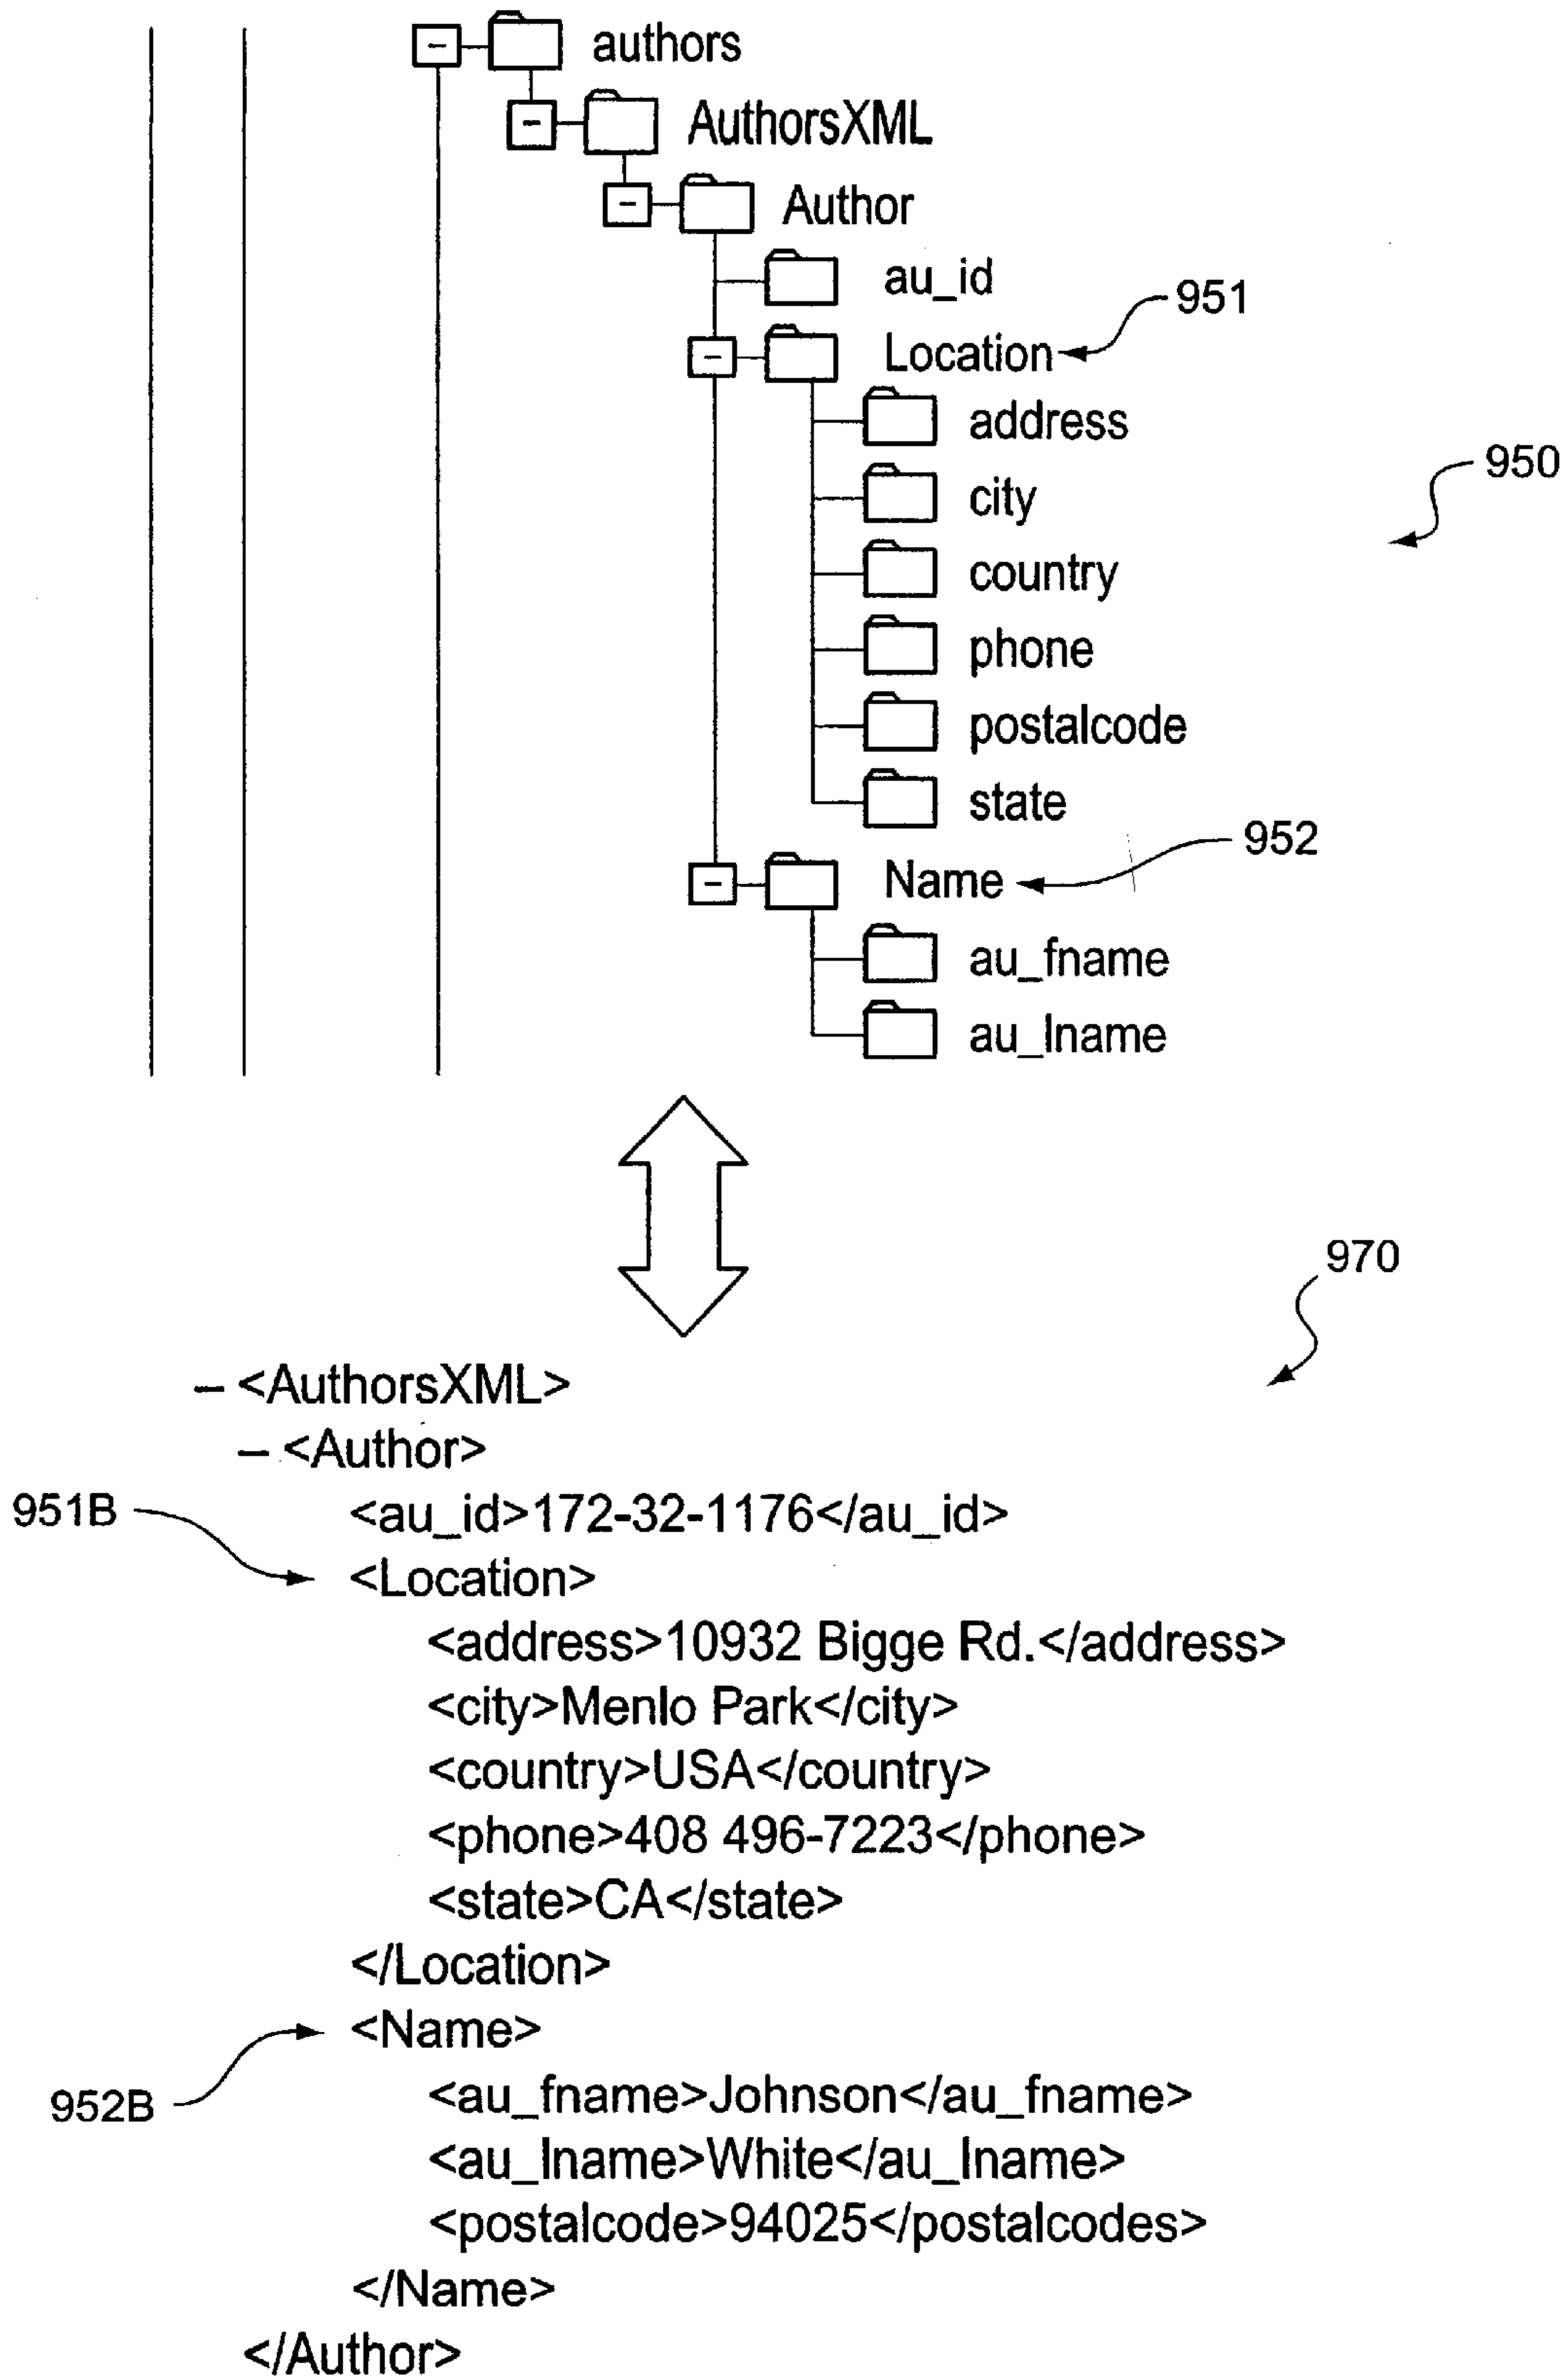 authors
AuthorsXML
Author
au_id
951
Location
address
950
city
country
phone
postalcode
state
952
Name
au_fname
au_lname
970
– <AuthorsXML>
– <Author>
951B
<au_id>172-32-1176</au_id>
<Location>
<address>10932 Bigge Rd.</address>
<city>Menlo Park</city>
<country>USA</country>
<phone>408 496-7223</phone>
<state>CA</state>
</Location>
<Name>
952B
<au_fname>Johnson</au_fname>
<au_lname>White</au_lname>
<postalcode>94025</postalcodes>
</Name>
</Author>